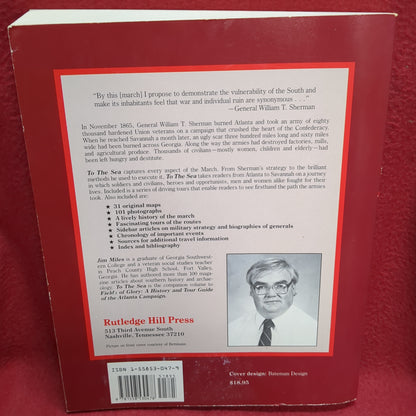 "By this [march] I propose to demonstrate the vulnerability of the South and
make its inhabitants feel that war and individual ruin are synonymous . . ."
— General William T. Sherman
In November 1865, General William T. Sherman burned Atlanta and took an army of eighty
thousand hardened Union veterans on a campaign that crushed the heart of the Confederacy.
When he reached Savannah a month later, an ugly scar three hundred miles long and sixty miles
wide had been burned across Georgia. Along the way the armies had destroyed factories, mills,
and agricultural produce. Thousands of civilians—mostly women, children and elderly—had
been left hungry and destitute.
To The Sea captures every aspect of the March. From Sherman's strategy to the brilliant
methods he used to execute it, To The Sea takes readers from Atlanta to Savannah on a journey
in which soldiers and civilians, heroes and opportunists, men and women alike fought for their
lives. Included is a series of driving tours that enable readers to see firsthand the path the armies
took. Also included are:
★ 31 original maps
★ 101 photographs
★ A lively history of the march
★ Fascinating tours of the routes
★ Sidebar articles on military strategy and biographies of generals
★ Chronology of important events
★ Sources for additional travel information
★ Index and bibliography
Jim Miles is a graduate of Georgia Southwest-
ern College and a veteran social studies teacher
in Peach County High School, Fort Valley,
Georgia. He has authored more than 100 maga-
zine articles about southern history and archae-
ology. To The Sea is the companion volume to
Fields of Glory: A History and Tour Guide of
the Atlanta Campaign.
Rutledge Hill Press
513 Third Avenue South
Nashville, Tennessee 37210
Picture on front cover courtesy of Bettmann
ISBN 1-55853-047-9
Cover design: Bateman Design
$18.95